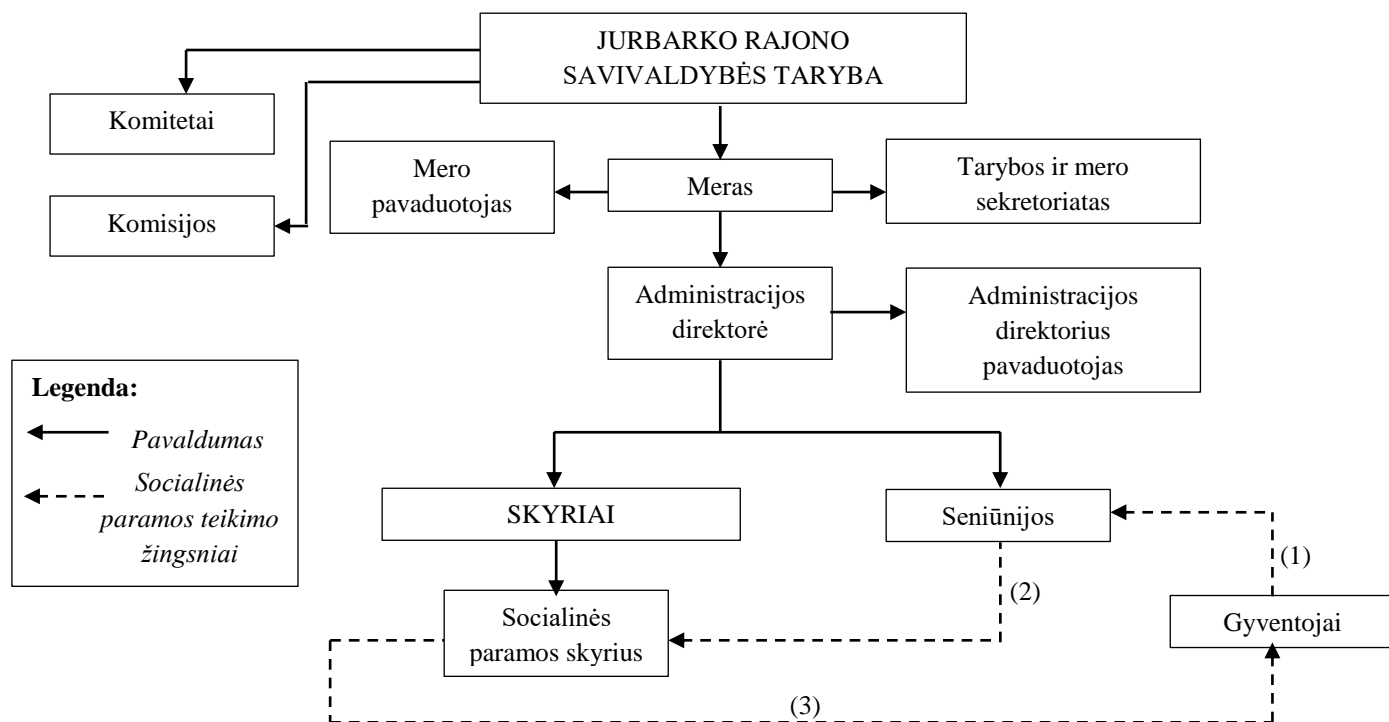 JURBARKO RAJONO
SAVIVALDYBĖS TARYBA
Komitetai
Komisijos
Mero
pavaduotojas
Meras
Tarybos ir mero
sekretoriatas
Administracijos
direktorė
Administracijos
direktorius
pavaduotojas
Legenda:
Pavaldumas
Socialinės
paramos teikimo
žingsniai
SKYRIAI
Seniūnijos
(1)
(2)
Socialinės
paramos skyrius
Gyventojai
(3)